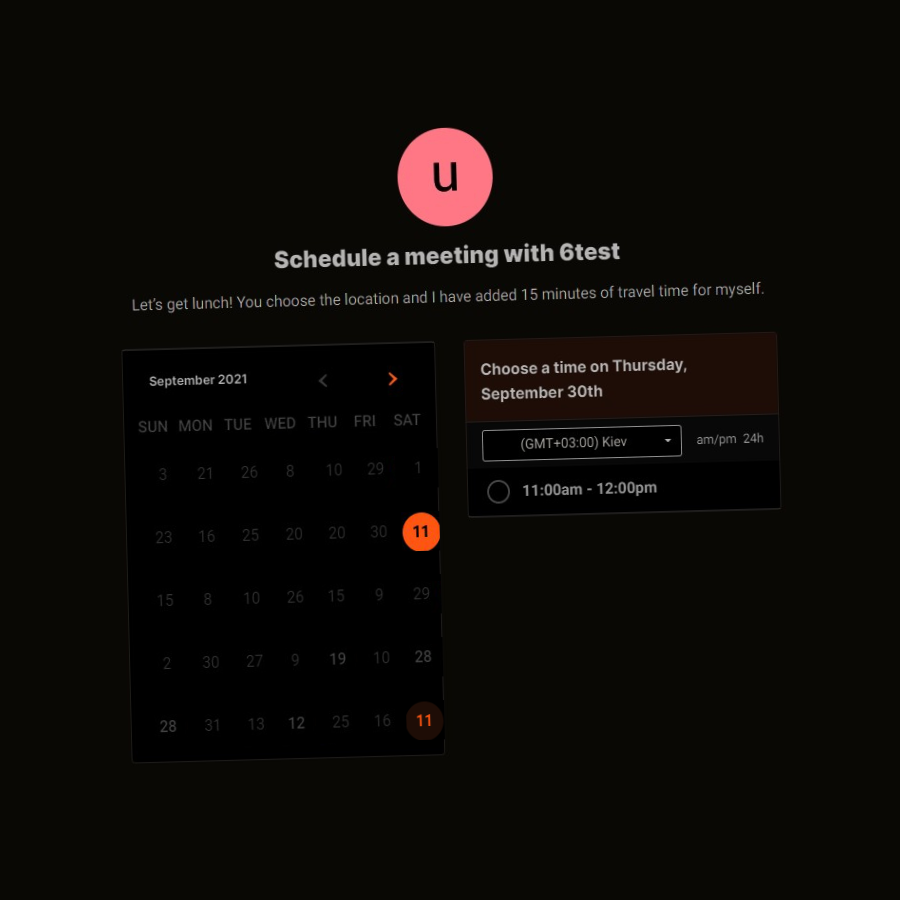 u
Schedule a meeting with 6test
Let's get lunch! You choose the location and I have added 15 minutes of travel time for myself.
September 2021
SUN MON TUE WED THU FRI SAT
3 21 26 8 10 29 1
23 16 25 20 20 30 11
15 8 10 26 15 9 29
2 30 27 9 19 10 28
28 31 13 12 25 16 11
Choose a time on Thursday,
September 30th
(GMT+03:00) Kiev am/pm 24h
11:00am - 12:00pm